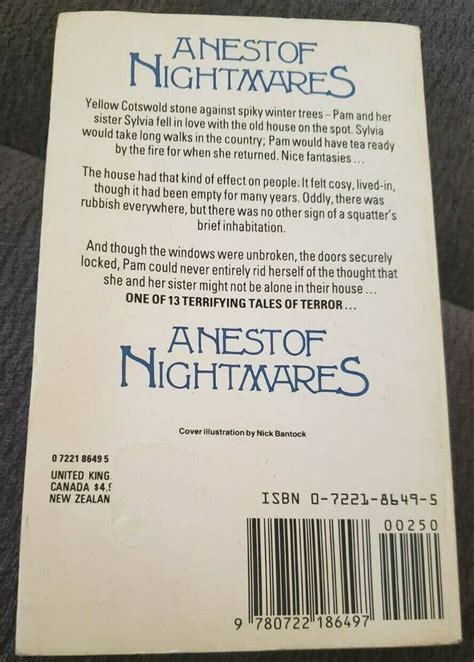 A NEST OF
NIGHTMARES
Yellow Cotswold stone against spiky winter trees – Pam and her
sister Sylvia fell in love with the old house on the spot. Sylvia
would take long walks in the country; Pam would have tea ready
by the fire for when she returned. Nice fantasies ...
The house had that kind of effect on people. It felt cosy, lived-in,
though it had been empty for many years. Oddly, there was
rubbish everywhere, but there was no other sign of a squatter's
brief inhabitation.
And though the windows were unbroken, the doors securely
locked, Pam could never entirely rid herself of the thought that
she and her sister might not be alone in their house ...
ONE OF 13 TERRIFYING TALES OF TERROR ...
A NEST OF
NIGHTMARES
Cover illustration by Nick Bantock
0 7221 8649 5
UNITED KING
CANADA $4.
NEW ZEALAN
ISBN 0-7221-8649-5
00250
9 780722 186497